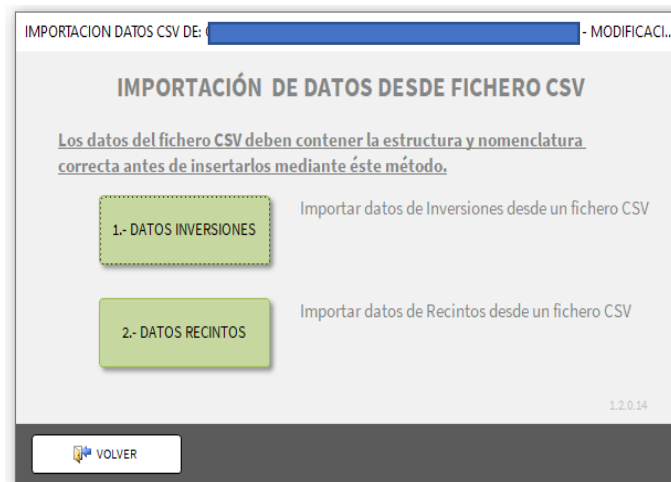 IMPORTACION DATOS CSV DE: - MODIFICACI...
IMPORTACIÓN DE DATOS DESDE FICHERO CSV
Los datos del fichero CSV deben contener la estructura y nomenclatura
correcta antes de insertarlos mediante éste método.
1.- DATOS INVERSIONES
Importar datos de Inversiones desde un fichero CSV
2.- DATOS RECINTOS
Importar datos de Recintos desde un fichero CSV
1.2.0.14
VOLVER